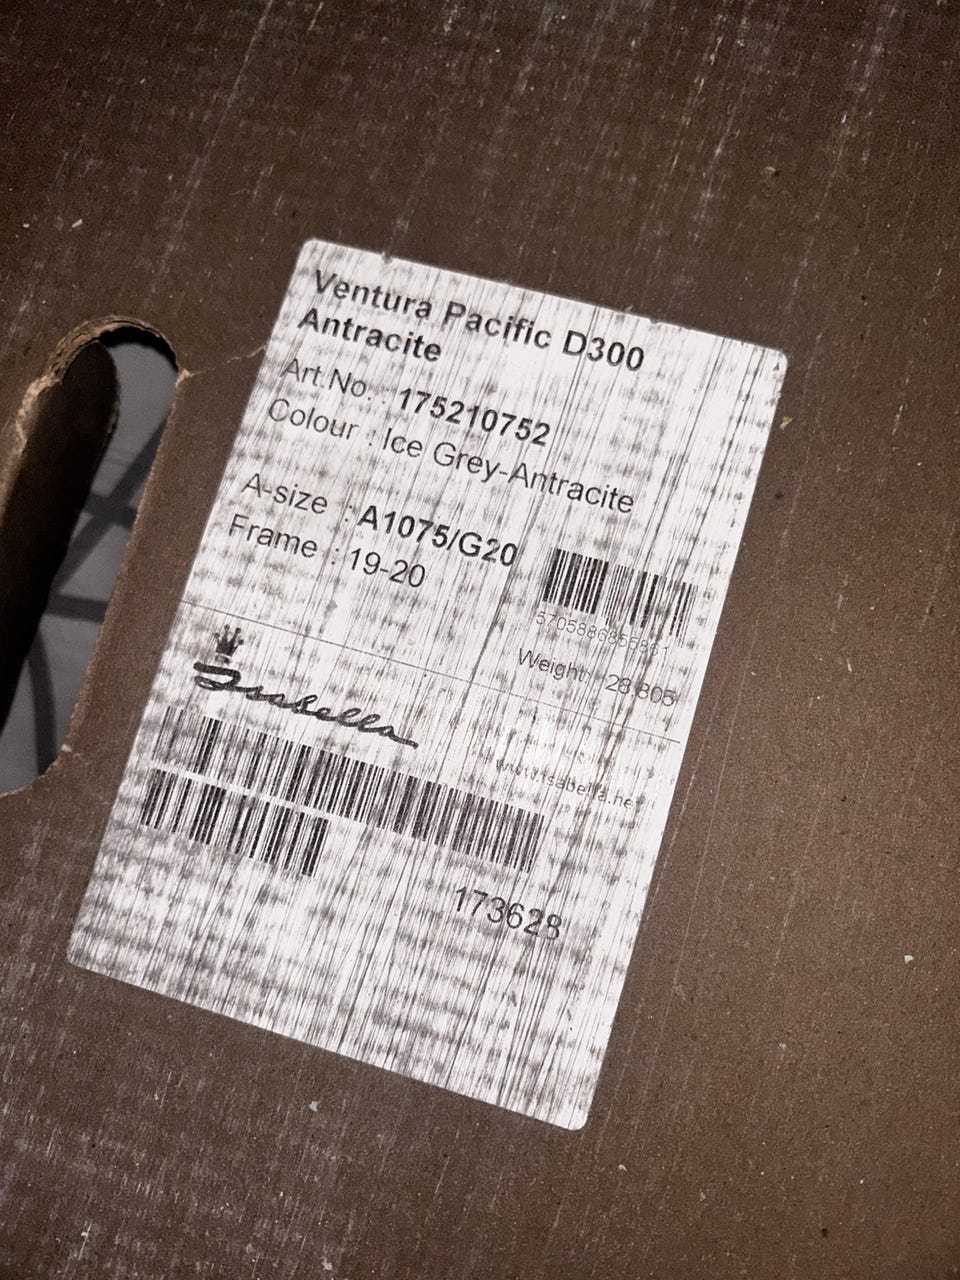 Ventura Pacific D300
Antracite
Art.No. : 175210752
Colour : Ice Grey-Antracite
A-size : A1075/G20
Frame : 19-20
Weight: 28,805
Isabella
www.isabella.net
173628